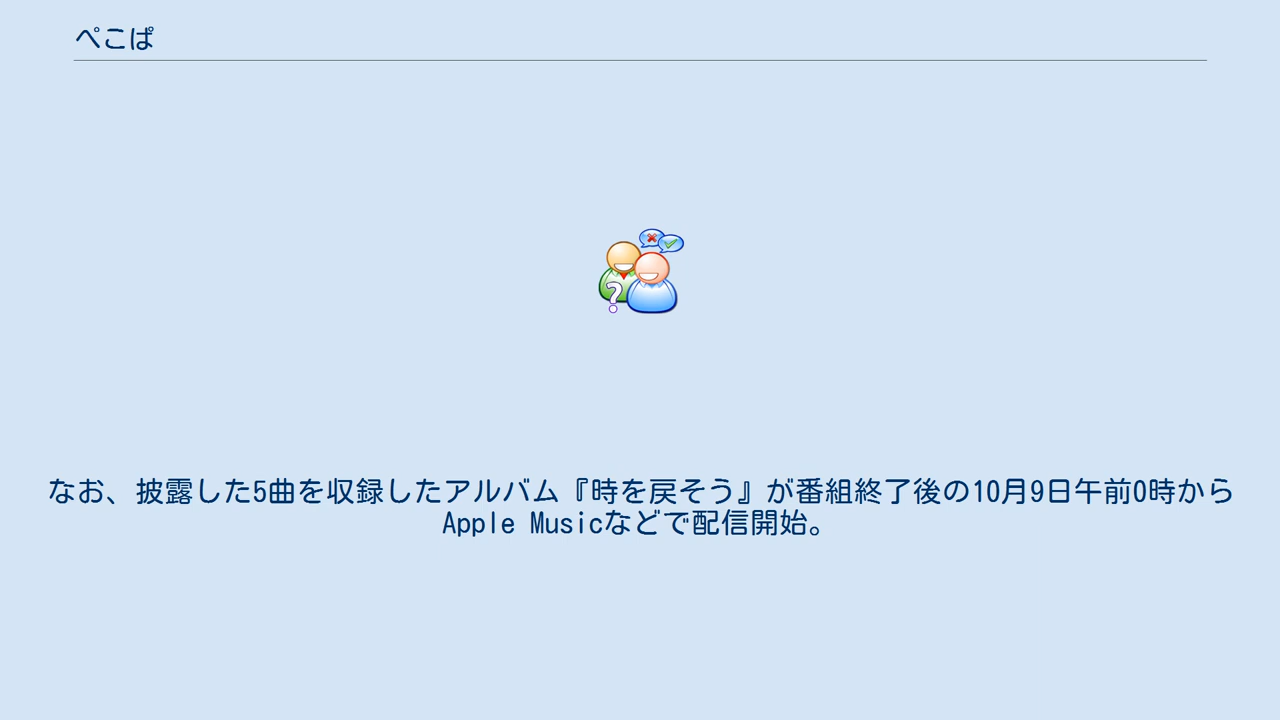 ぺこぱ
なお、披露した5曲を収録したアルバム『時を戻そう』が番組終了後の10月9日午前0時から
Apple Musicなどで配信開始。